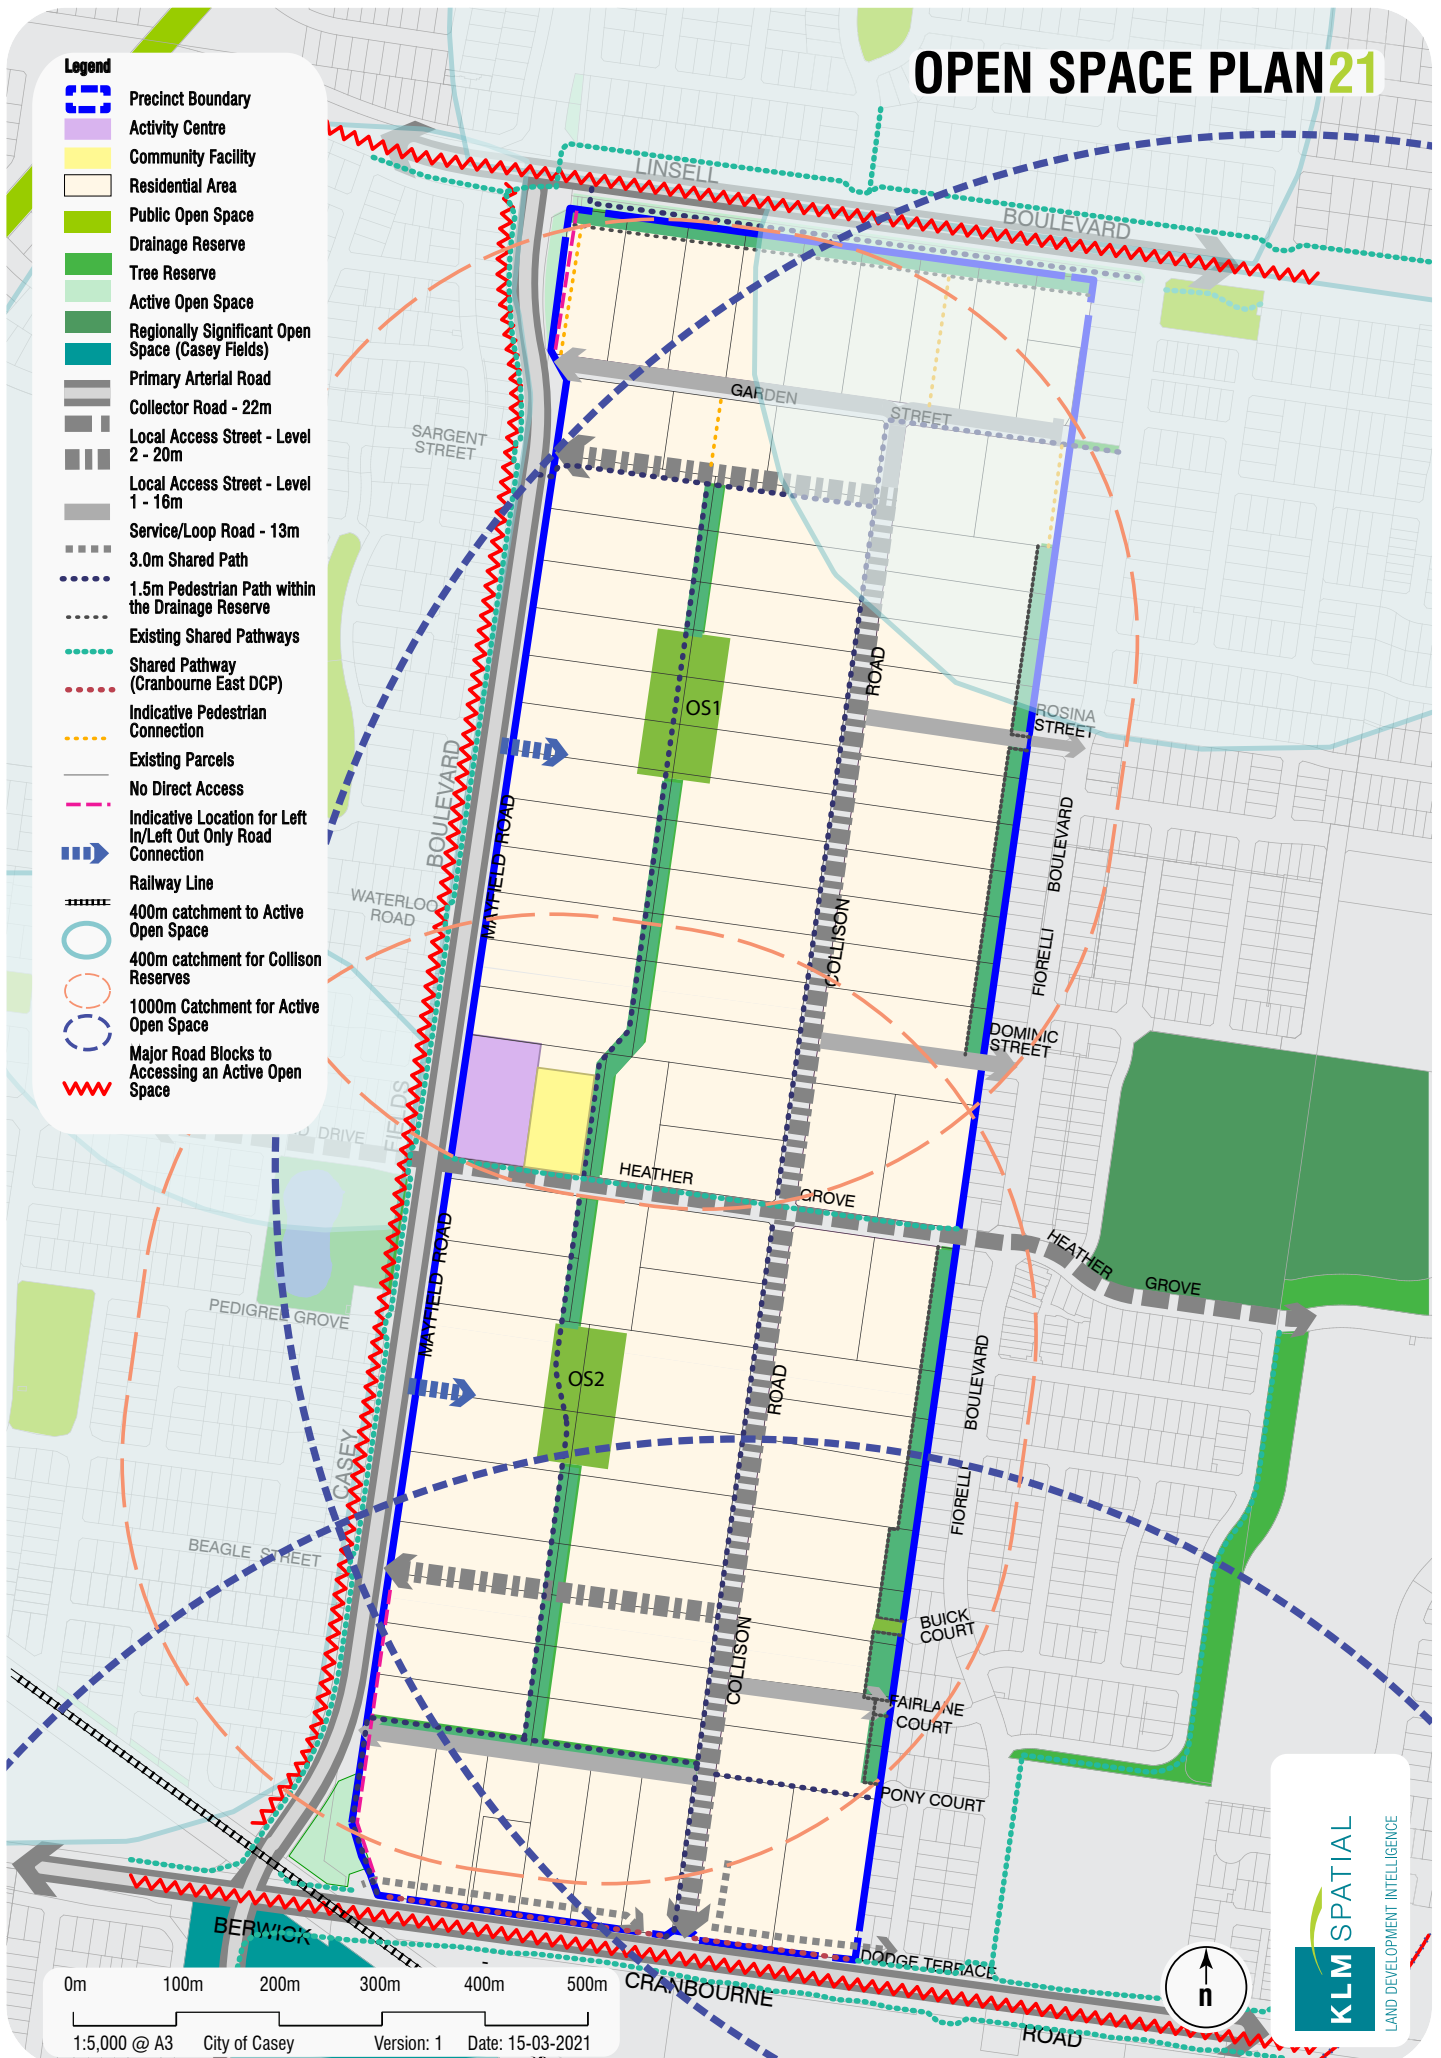 OPEN SPACE PLAN 21
Legend
Precinct Boundary
Activity Centre
Community Facility
Residential Area
Public Open Space
Drainage Reserve
Tree Reserve
Active Open Space
Regionally Significant Open
Space (Casey Fields)
Primary Arterial Road
Collector Road - 22m
Local Access Street - Level
2 - 20m
Local Access Street - Level
1 - 16m
Service/Loop Road - 13m
3.0m Shared Path
1.5m Pedestrian Path within
the Drainage Reserve
Existing Shared Pathways
Shared Pathway
(Cranbourne East DCP)
Indicative Pedestrian
Connection
Existing Parcels
No Direct Access
Indicative Location for Left
In/Left Out Only Road
Connection
Railway Line
400m catchment to Active
Open Space
400m catchment for Collison
Reserves
1000m Catchment for Active
Open Space
Major Road Blocks to
Accessing an Active Open
Space
LINSELL
BOULEVARD
GARDEN
STREET
SARGENT
STREET
OS1
ROAD
ROSINA
STREET
BOULEVARD
MAYFIELD ROAD
BOULEVARD
WATERLOO
ROAD
COLLISON
FIORELLI
DOMINIC
STREET
FIELDS
DRIVE
HEATHER
GROVE
HEATHER
GROVE
MAYFIELD ROAD
PEDIGREE GROVE
OS2
ROAD
BOULEVARD
CASEY
FIORELLI
BEAGLE STREET
BUICK
COURT
COLLISON
FAIRLANE
COURT
PONY COURT
BERWICK
DODGE TERRACE
CRANBOURNE
ROAD
0m 100m 200m 300m 400m 500m
1:5,000 @ A3 City of Casey Version: 1 Date: 15-03-2021
n
KLM SPATIAL
LAND DEVELOPMENT INTELLIGENCE